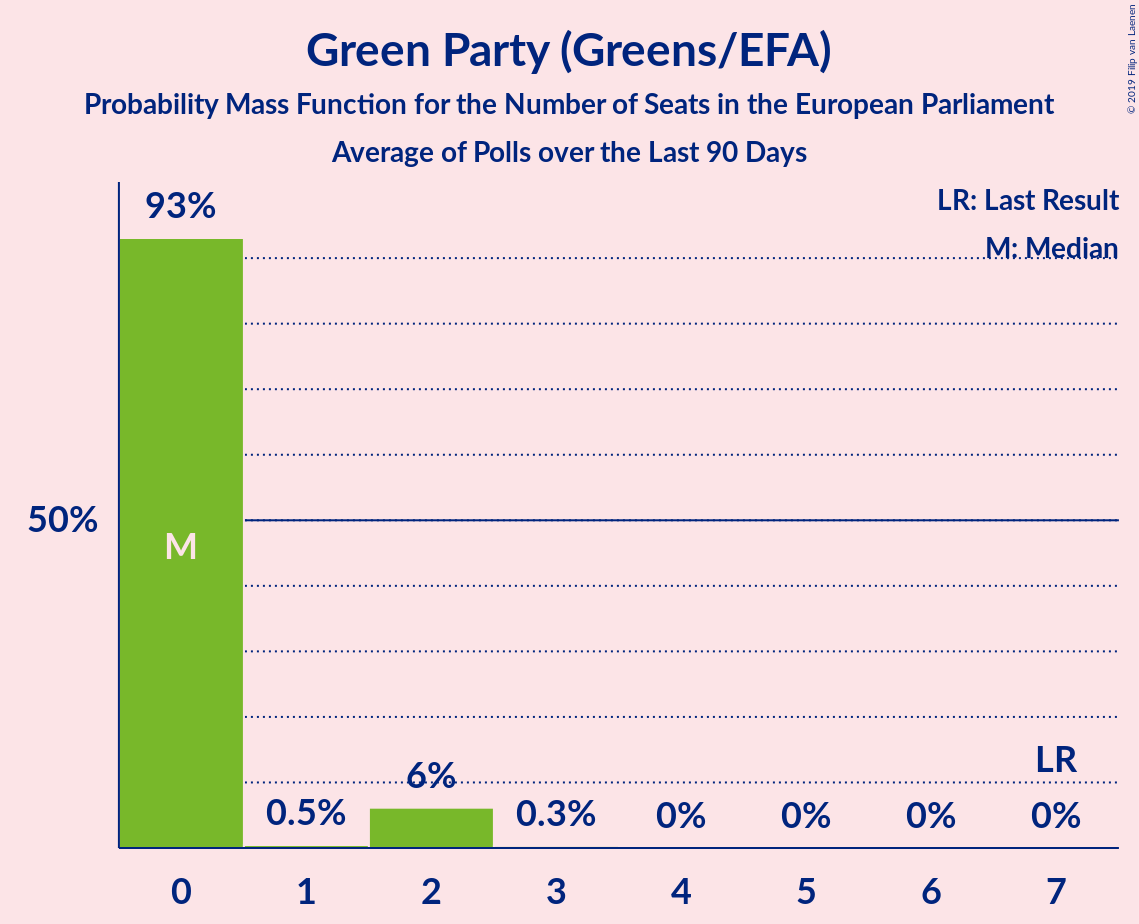 Green Party (Greens/EFA)
Probability Mass Function for the Number of Seats in the European Parliament
Average of Polls over the Last 90 Days
© 2019 Filip van Laenen
LR: Last Result
M: Median
93%
50%
M
LR
6%
0.5%
0.3%
0%
0%
0%
0%
0 1 2 3 4 5 6 7